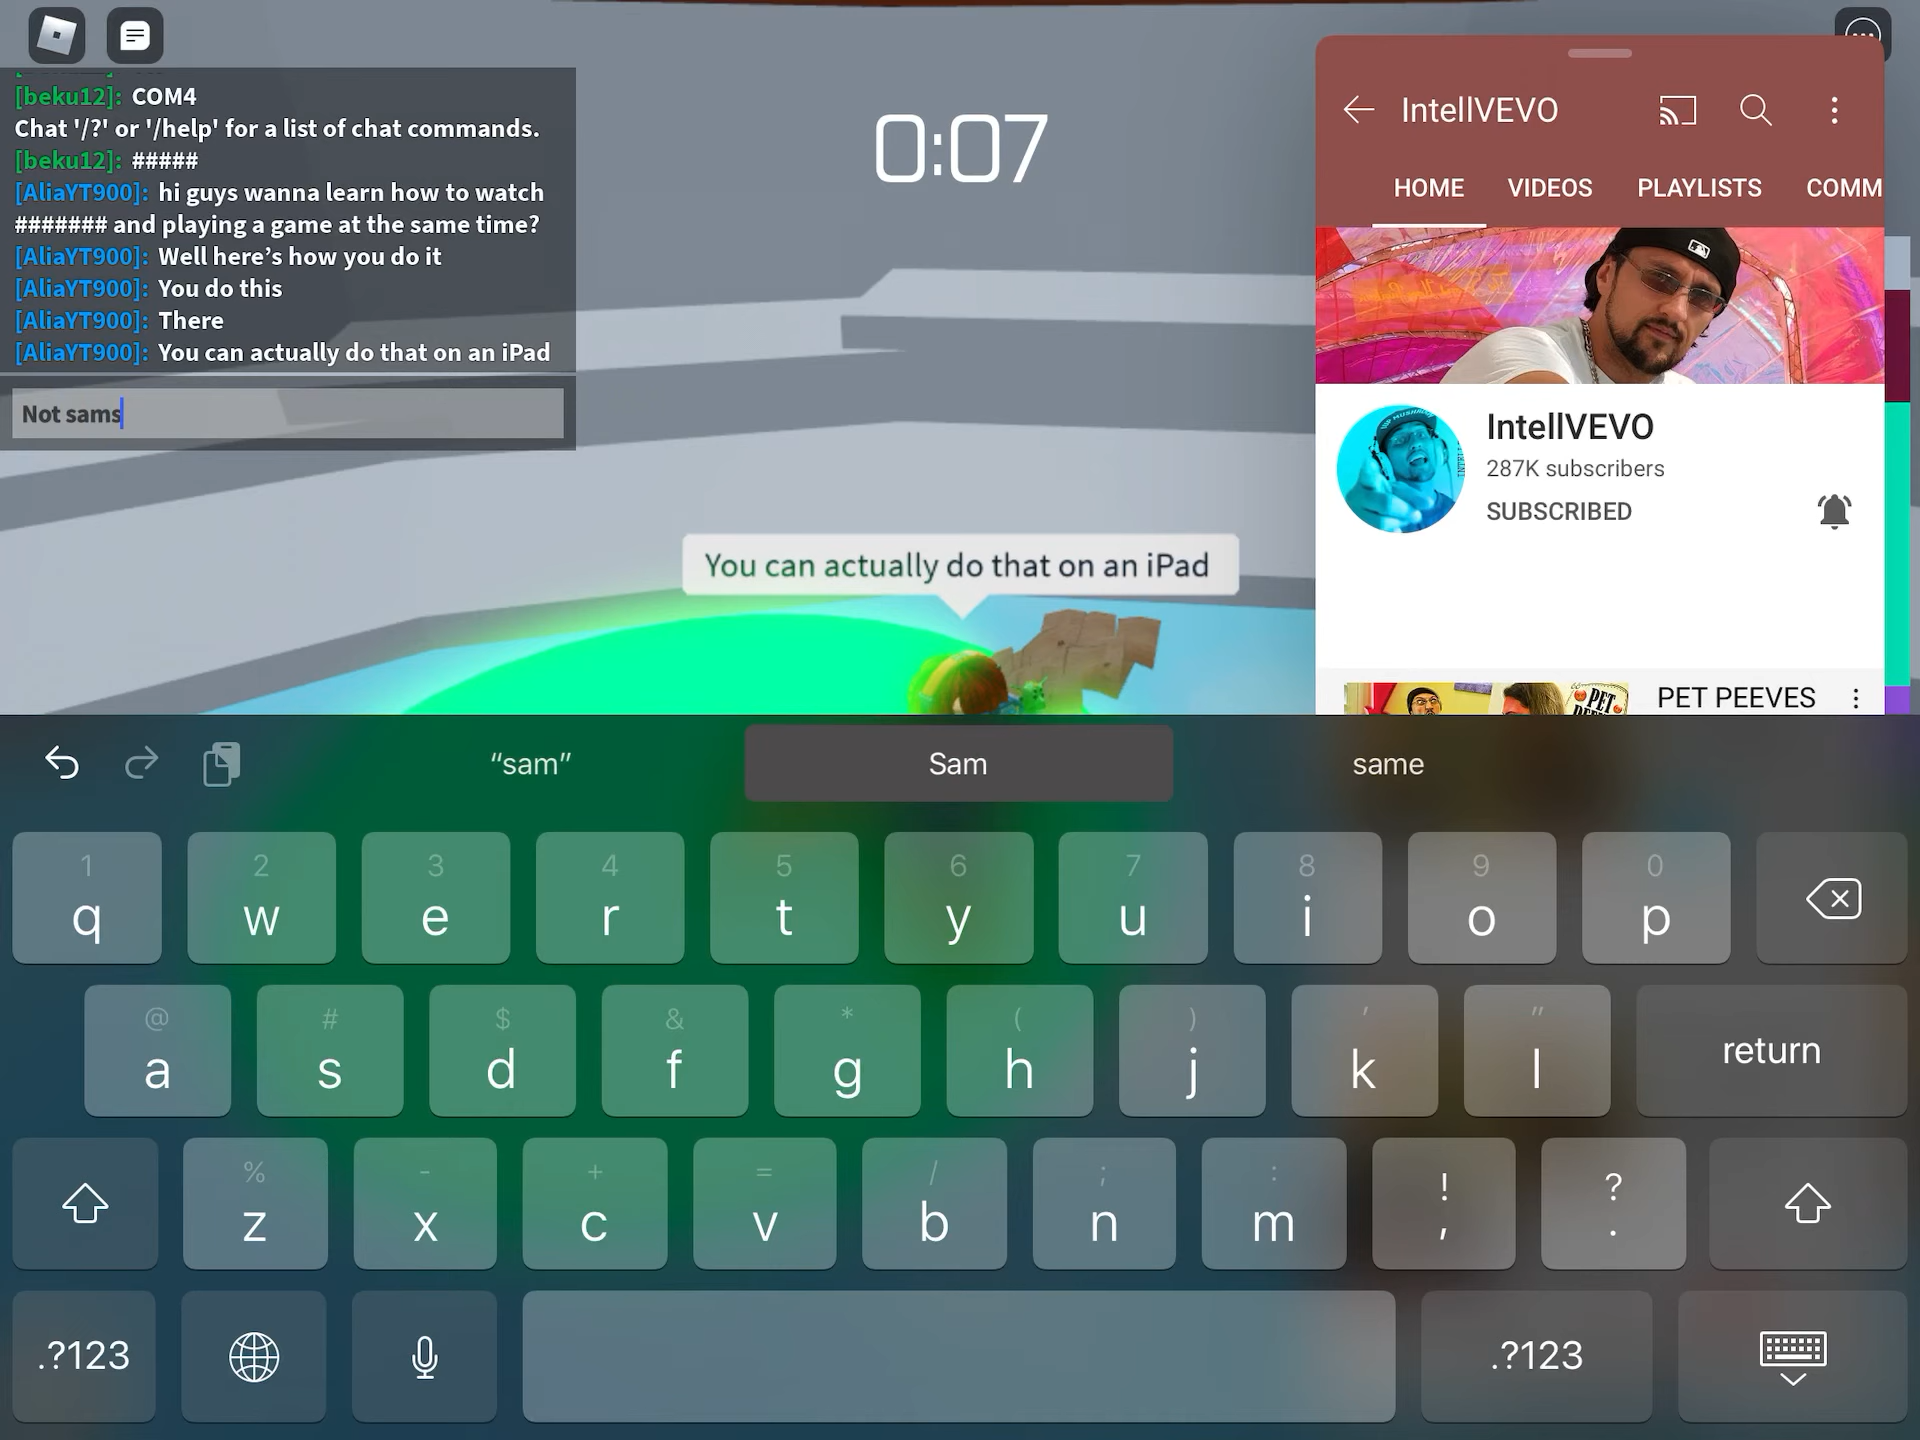 [beku12]: COM4
Chat '/?' or '/help' for a list of chat commands.
[beku12]: #####
[AliaYT900]: hi guys wanna learn how to watch
####### and playing a game at the same time?
[AliaYT900]: Well here's how you do it
[AliaYT900]: You do this
[AliaYT900]: There
[AliaYT900]: You can actually do that on an iPad
Not sams
0:07
You can actually do that on an iPad
IntellVEVO
HOME VIDEOS PLAYLISTS COMM
IntellVEVO
287K subscribers
SUBSCRIBED
PET
PET PEEVES
“sam” Sam same
1 2 3 4 5 6 7 8 9 0
q w e r t y u i o p
@ # $ & * ( ) ' "
a s d f g h j k l return
% - + = / ; : ! ?
z x c v b n m , .
.?123 .?123